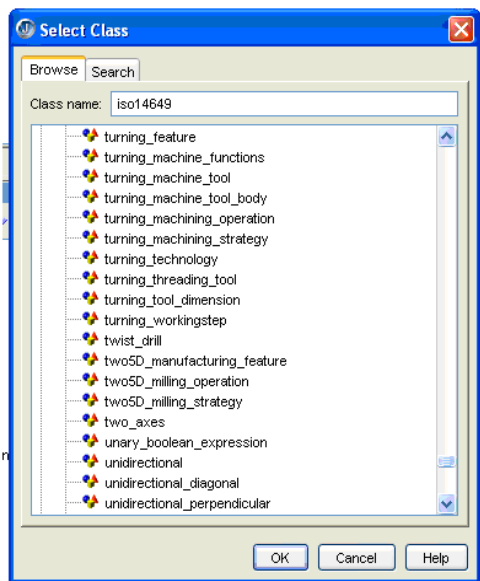 Select Class
Browse Search
Class name: iso14649
turning_feature
turning_machine_functions
turning_machine_tool
turning_machine_tool_body
turning_machining_operation
turning_machining_strategy
turning_technology
turning_threading_tool
turning_tool_dimension
turning_workingstep
twist_drill
two5D_manufacturing_feature
two5D_milling_operation
two5D_milling_strategy
two_axes
unary_boolean_expression
unidirectional
unidirectional_diagonal
unidirectional_perpendicular
n
OK Cancel Help